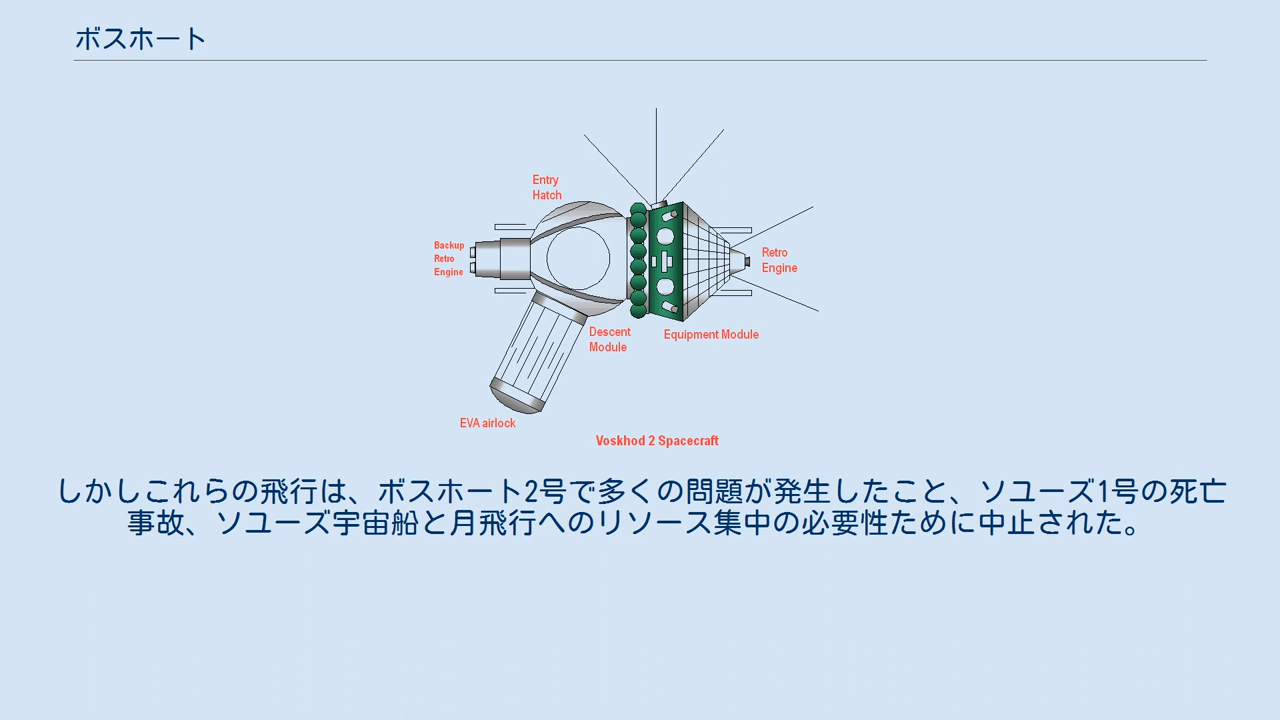 ボスホート
Entry
Hatch
Backup
Retro
Engine
Retro
Engine
Descent
Module
Equipment Module
EVA airlock
Voskhod 2 Spacecraft
しかしこれらの飛行は、ボスホート2号で多くの問題が発生したこと、ソユーズ1号の死亡
事故、ソユーズ宇宙船と月飛行へのリソース集中の必要性ために中止された。